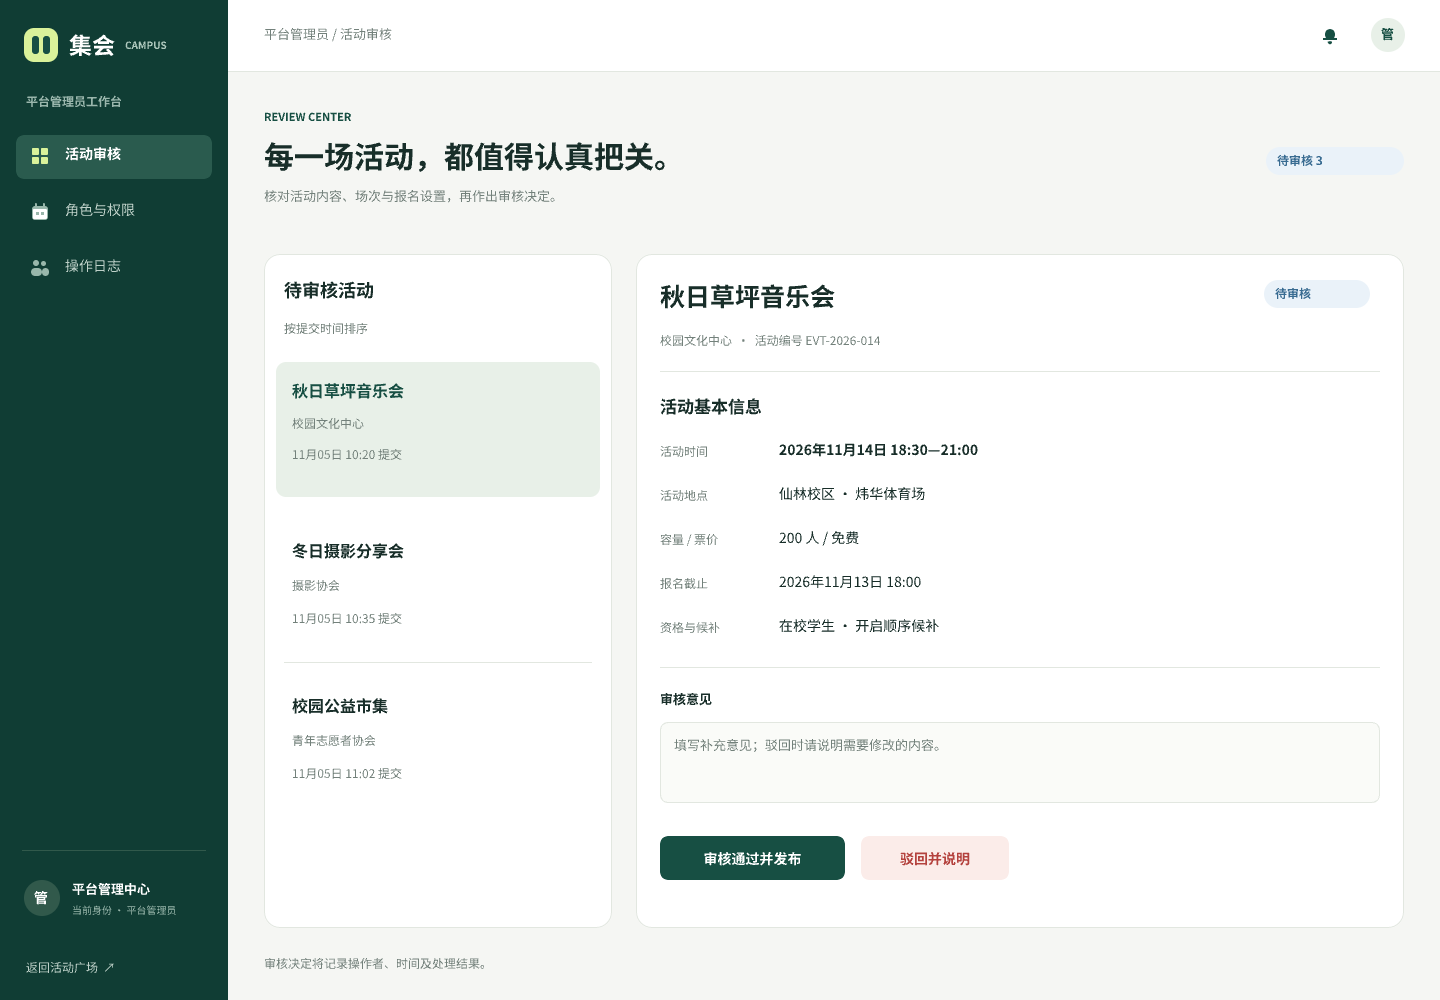 集会 CAMPUS
平台管理员工作台
活动审核
角色与权限
操作日志
管
平台管理中心
当前身份 · 平台管理员
返回活动广场 ↗
平台管理员 / 活动审核
管
REVIEW CENTER
每一场活动，都值得认真把关。
核对活动内容、场次与报名设置，再作出审核决定。
待审核 3
待审核活动
按提交时间排序
秋日草坪音乐会
校园文化中心
11月05日 10:20 提交
冬日摄影分享会
摄影协会
11月05日 10:35 提交
校园公益市集
青年志愿者协会
11月05日 11:02 提交
秋日草坪音乐会
待审核
校园文化中心 · 活动编号 EVT-2026-014
活动基本信息
活动时间 2026年11月14日 18:30—21:00
活动地点 仙林校区 · 炜华体育场
容量 / 票价 200 人 / 免费
报名截止 2026年11月13日 18:00
资格与候补 在校学生 · 开启顺序候补
审核意见
填写补充意见；驳回时请说明需要修改的内容。
审核通过并发布
驳回并说明
审核决定将记录操作者、时间及处理结果。